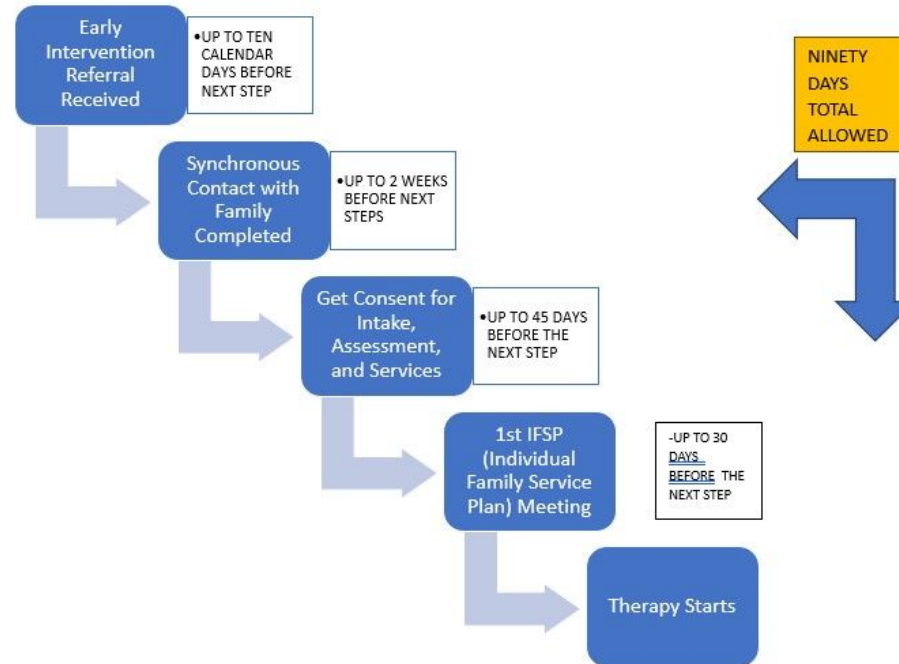 Early
Intervention
Referral
Received
•UP TO TEN
CALENDAR
DAYS BEFORE
NEXT STEP
NINETY
DAYS
TOTAL
ALLOWED
Synchronous
Contact with
Family
Completed
•UP TO 2 WEEKS
BEFORE NEXT
STEPS
Get Consent for
Intake,
Assessment,
and Services
•UP TO 45 DAYS
BEFORE THE
NEXT STEP
1st IFSP
(Individual
Family Service
Plan) Meeting
-UP TO 30
DAYS
BEFORE THE
NEXT STEP
Therapy Starts